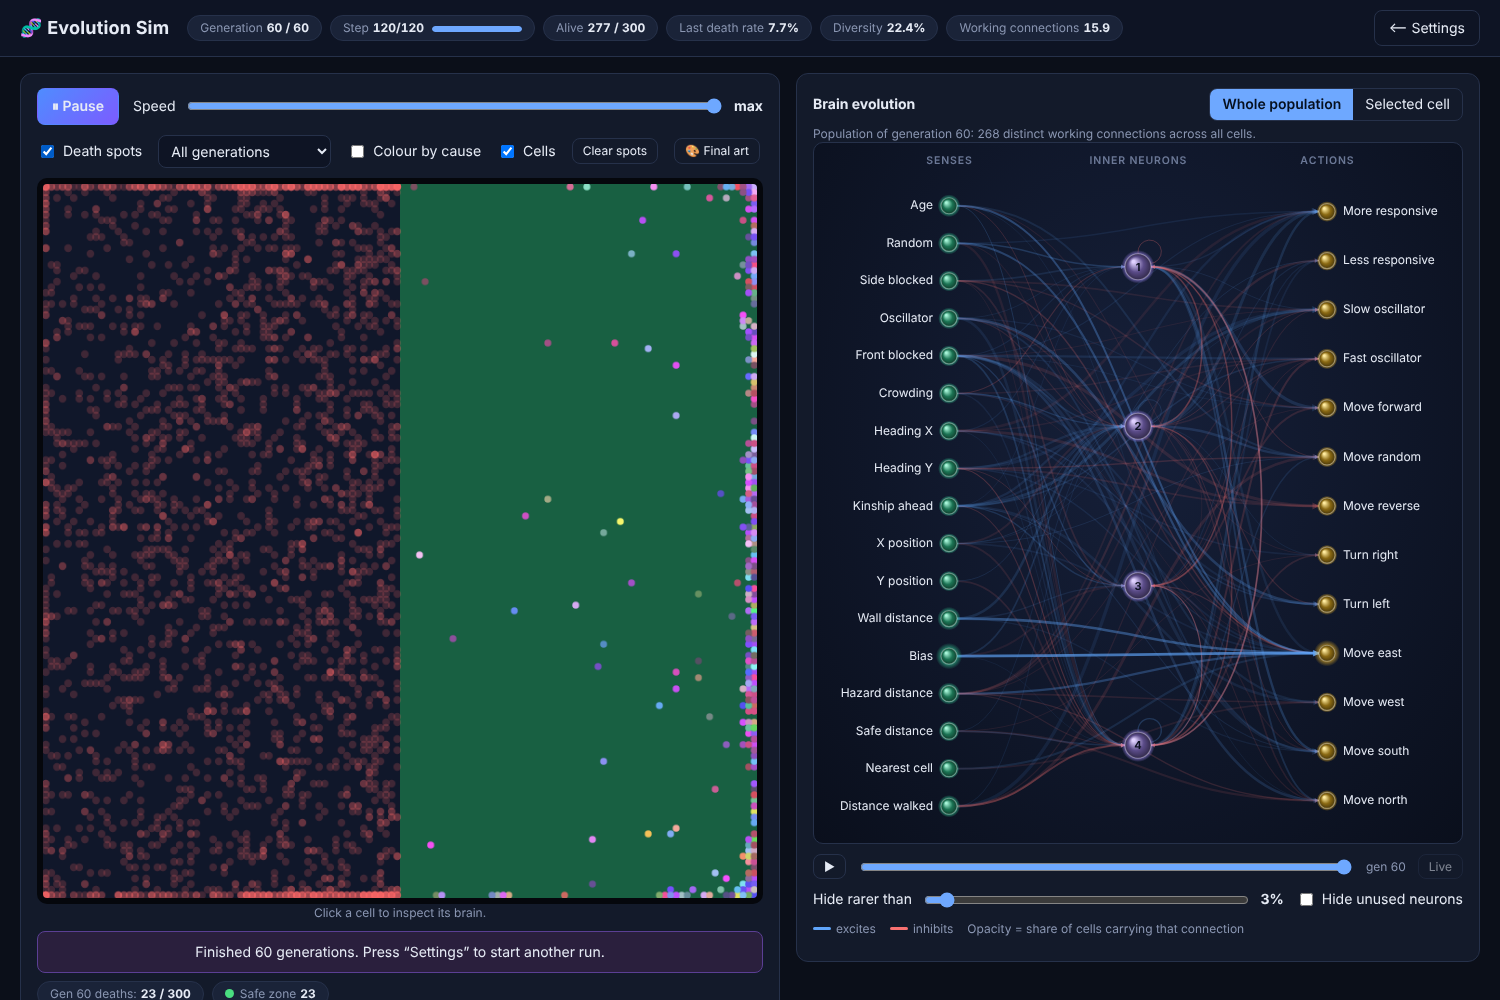 🧬 Evolution Sim
Generation 60 / 60
Step 120/120
Alive 277 / 300
Last death rate 7.7%
Diversity 22.4%
Working connections 15.9
← Settings
Pause
Speed
max
Death spots
All generations
Colour by cause
Cells
Clear spots
🎨 Final art
Click a cell to inspect its brain.
Finished 60 generations. Press “Settings” to start another run.
Gen 60 deaths: 23 / 300
Safe zone 23
Brain evolution
Whole population
Selected cell
Population of generation 60: 268 distinct working connections across all cells.
SENSES
INNER NEURONS
ACTIONS
Age
Random
Side blocked
Oscillator
Front blocked
Crowding
Heading X
Heading Y
Kinship ahead
X position
Y position
Wall distance
Bias
Hazard distance
Safe distance
Nearest cell
Distance walked
1
2
3
4
More responsive
Less responsive
Slow oscillator
Fast oscillator
Move forward
Move random
Move reverse
Turn right
Turn left
Move east
Move west
Move south
Move north
gen 60
Live
Hide rarer than
3%
Hide unused neurons
excites
inhibits
Opacity = share of cells carrying that connection